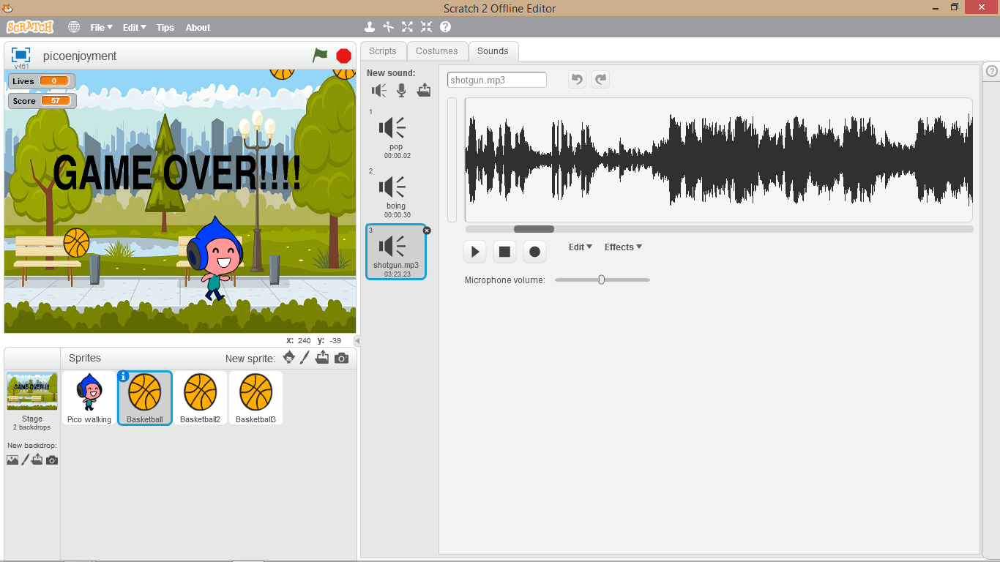 Scratch 2 Offline Editor
SCRATCH File Edit Tips About
picoenjoyment
v461
Scripts Costumes Sounds
Lives 0
Score 57
GAME OVER!!!!
x: 240 y: -39
Sprites New sprite:
Pico walking Basketball Basketball2 Basketball3
GAME OVER!!!!
Stage
2 backdrops
New backdrop:
New sound:
1
pop
00:00.02
2
boing
00:00.30
3
shotgun.mp3
03:23.23
shotgun.mp3
Edit Effects
Microphone volume: